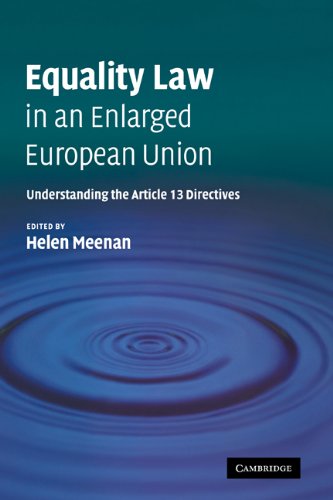 Equality Law
in an Enlarged
European Union
Understanding the Article 13 Directives
EDITED BY
Helen Meenan
CAMBRIDGE